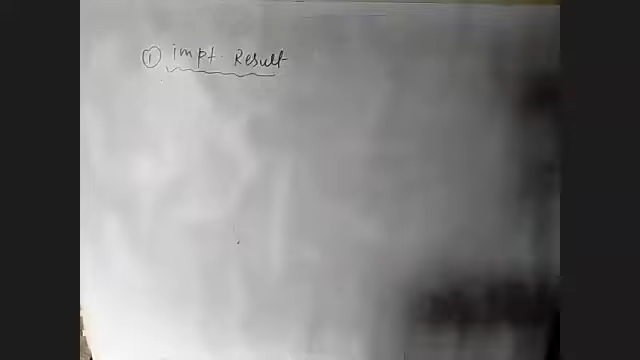 ① impt. Result